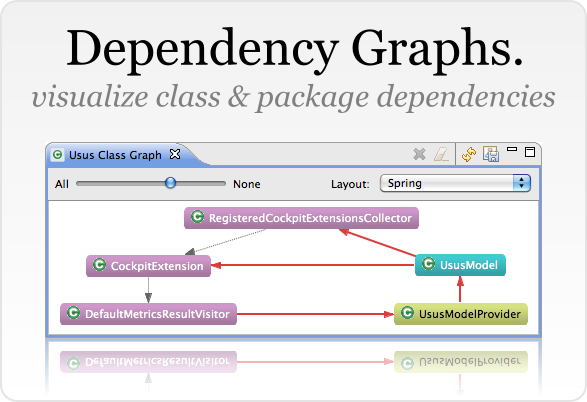 Dependency Graphs.
visualize class & package dependencies
Usus Class Graph
All None Layout: Spring
C RegisteredCockpitExtensionsCollector
C CockpitExtension C UsusModel
C DefaultMetricsResultVisitor C UsusModelProvider